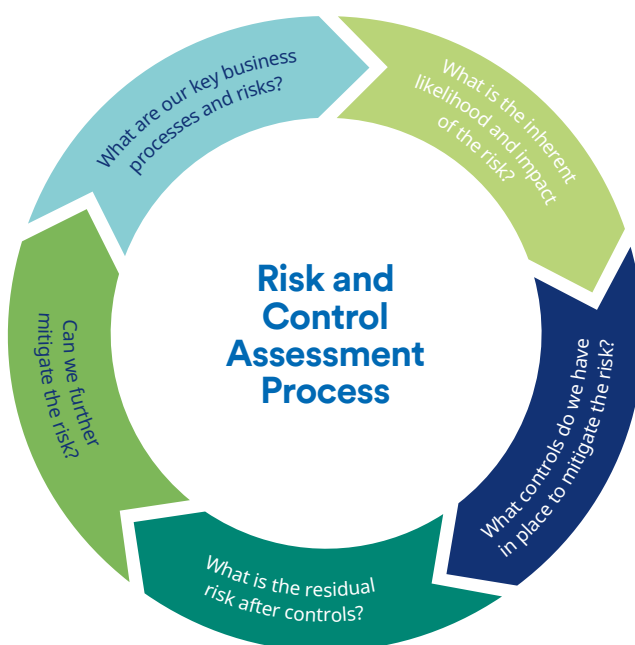 What are our key business
processes and risks?
What is the inherent
likelihood and impact
of the risk?
What controls do we have
in place to mitigate the risk?
What is the residual
risk after controls?
Can we further
mitigate the risk?
Risk and
Control
Assessment
Process